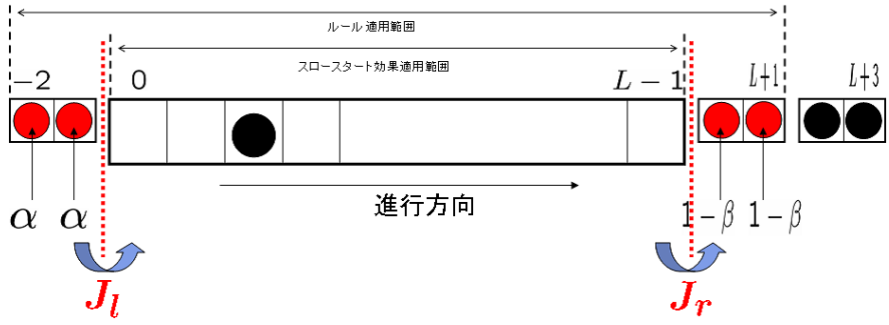 ルール適用範囲
スロースタート効果適用範囲
−2 0 L−1 L+1 L+3
進行方向
α α 1−β 1−β
J_l J_r